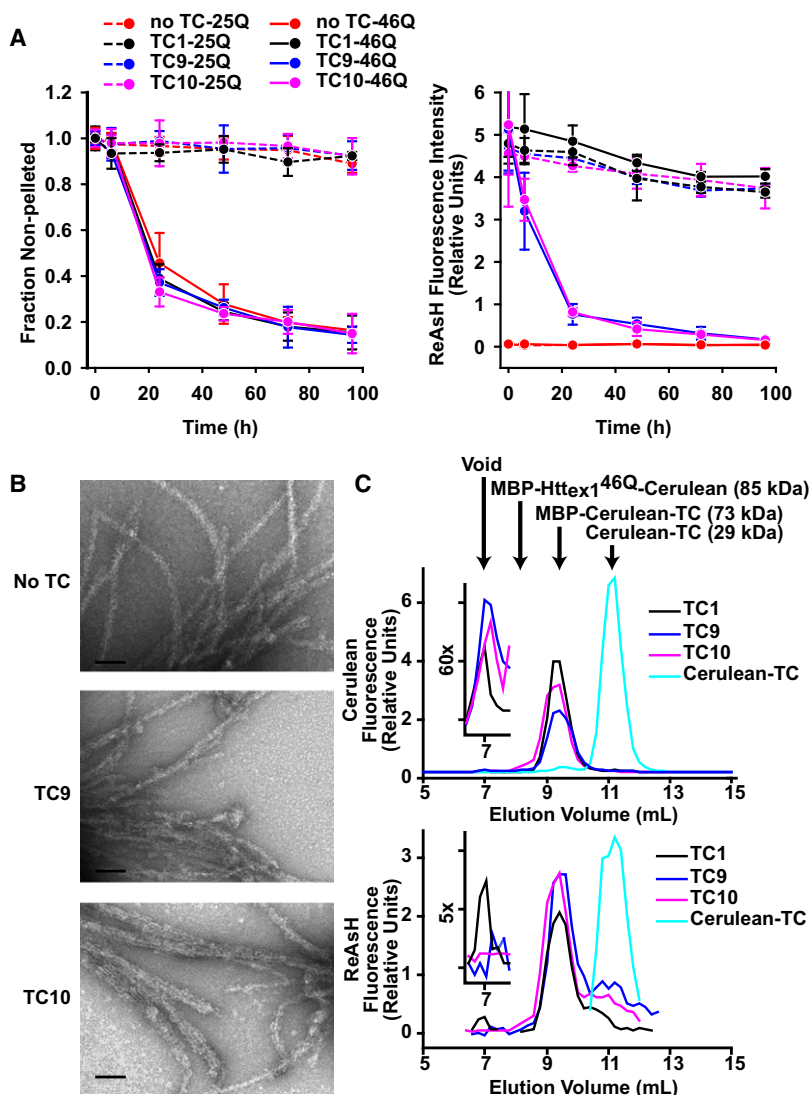 A
no TC-25Q
TC1-25Q
TC9-25Q
TC10-25Q
no TC-46Q
TC1-46Q
TC9-46Q
TC10-46Q
Fraction Non-pelleted
1.2
1.0
0.8
0.6
0.4
0.2
0.0
0 20 40 60 80 100
Time (h)
ReAsH Fluorescence Intensity
(Relative Units)
6
5
4
3
2
1
0
0 20 40 60 80 100
Time (h)
B
No TC
TC9
TC10
C
Void
MBP-Httex146Q-Cerulean (85 kDa)
MBP-Cerulean-TC (73 kDa)
Cerulean-TC (29 kDa)
Cerulean
Fluorescence
(Relative Units)
6
4
2
0
60x
7
TC1
TC9
TC10
Cerulean-TC
5 7 9 11 13 15
Elution Volume (mL)
ReAsH
Fluorescence
(Relative Units)
3
2
1
0
5x
7
TC1
TC9
TC10
Cerulean-TC
5 7 9 11 13 15
Elution Volume (mL)